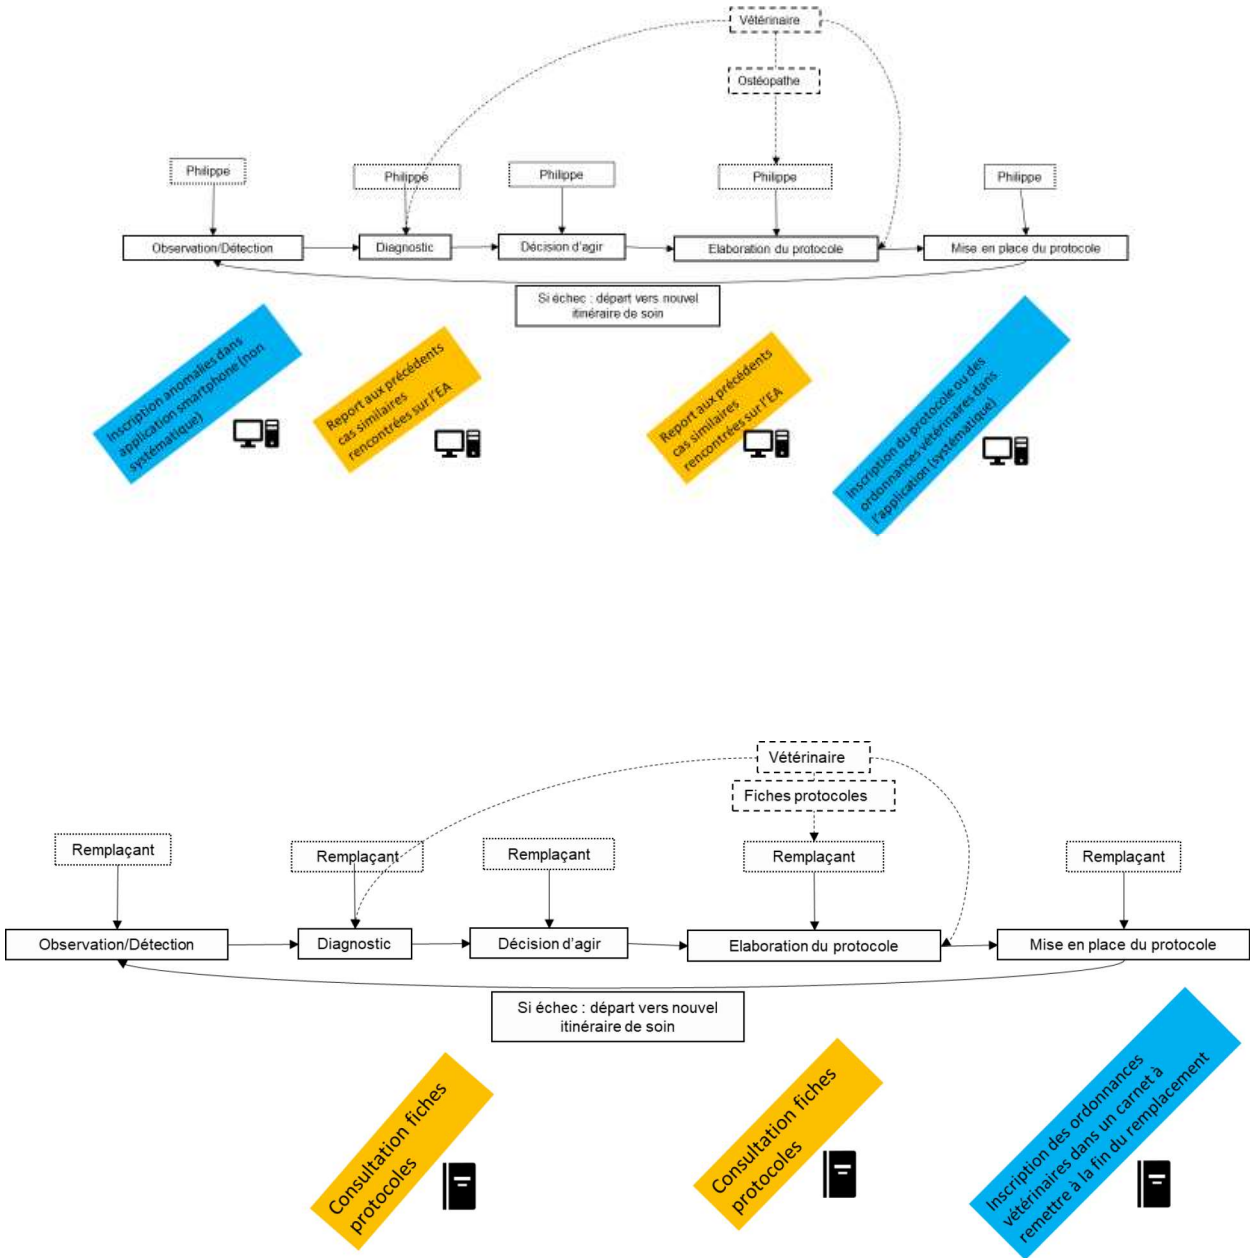 Vétérinaire
Ostéopathe
Philippe
Philippe
Philippe
Philippe
Philippe
Observation/Détection
Diagnostic
Décision d'agir
Elaboration du protocole
Mise en place du protocole
Si échec : départ vers nouvel
itinéraire de soin
Inscription anomalies dans
application smartphone (non
systématique)
Report aux précédents
cas similaires
rencontrées sur l'EA
Report aux précédents
cas similaires
rencontrées sur l'EA
Inscription du protocole ou des
ordonnances vétérinaires dans
l'application (systématique)
Vétérinaire
Fiches protocoles
Remplaçant
Remplaçant
Remplaçant
Remplaçant
Remplaçant
Observation/Détection
Diagnostic
Décision d'agir
Elaboration du protocole
Mise en place du protocole
Si échec : départ vers nouvel
itinéraire de soin
Consultation fiches
protocoles
Consultation fiches
protocoles
Inscription des ordonnances
vétérinaires dans un carnet à
remettre à la fin du remplacement